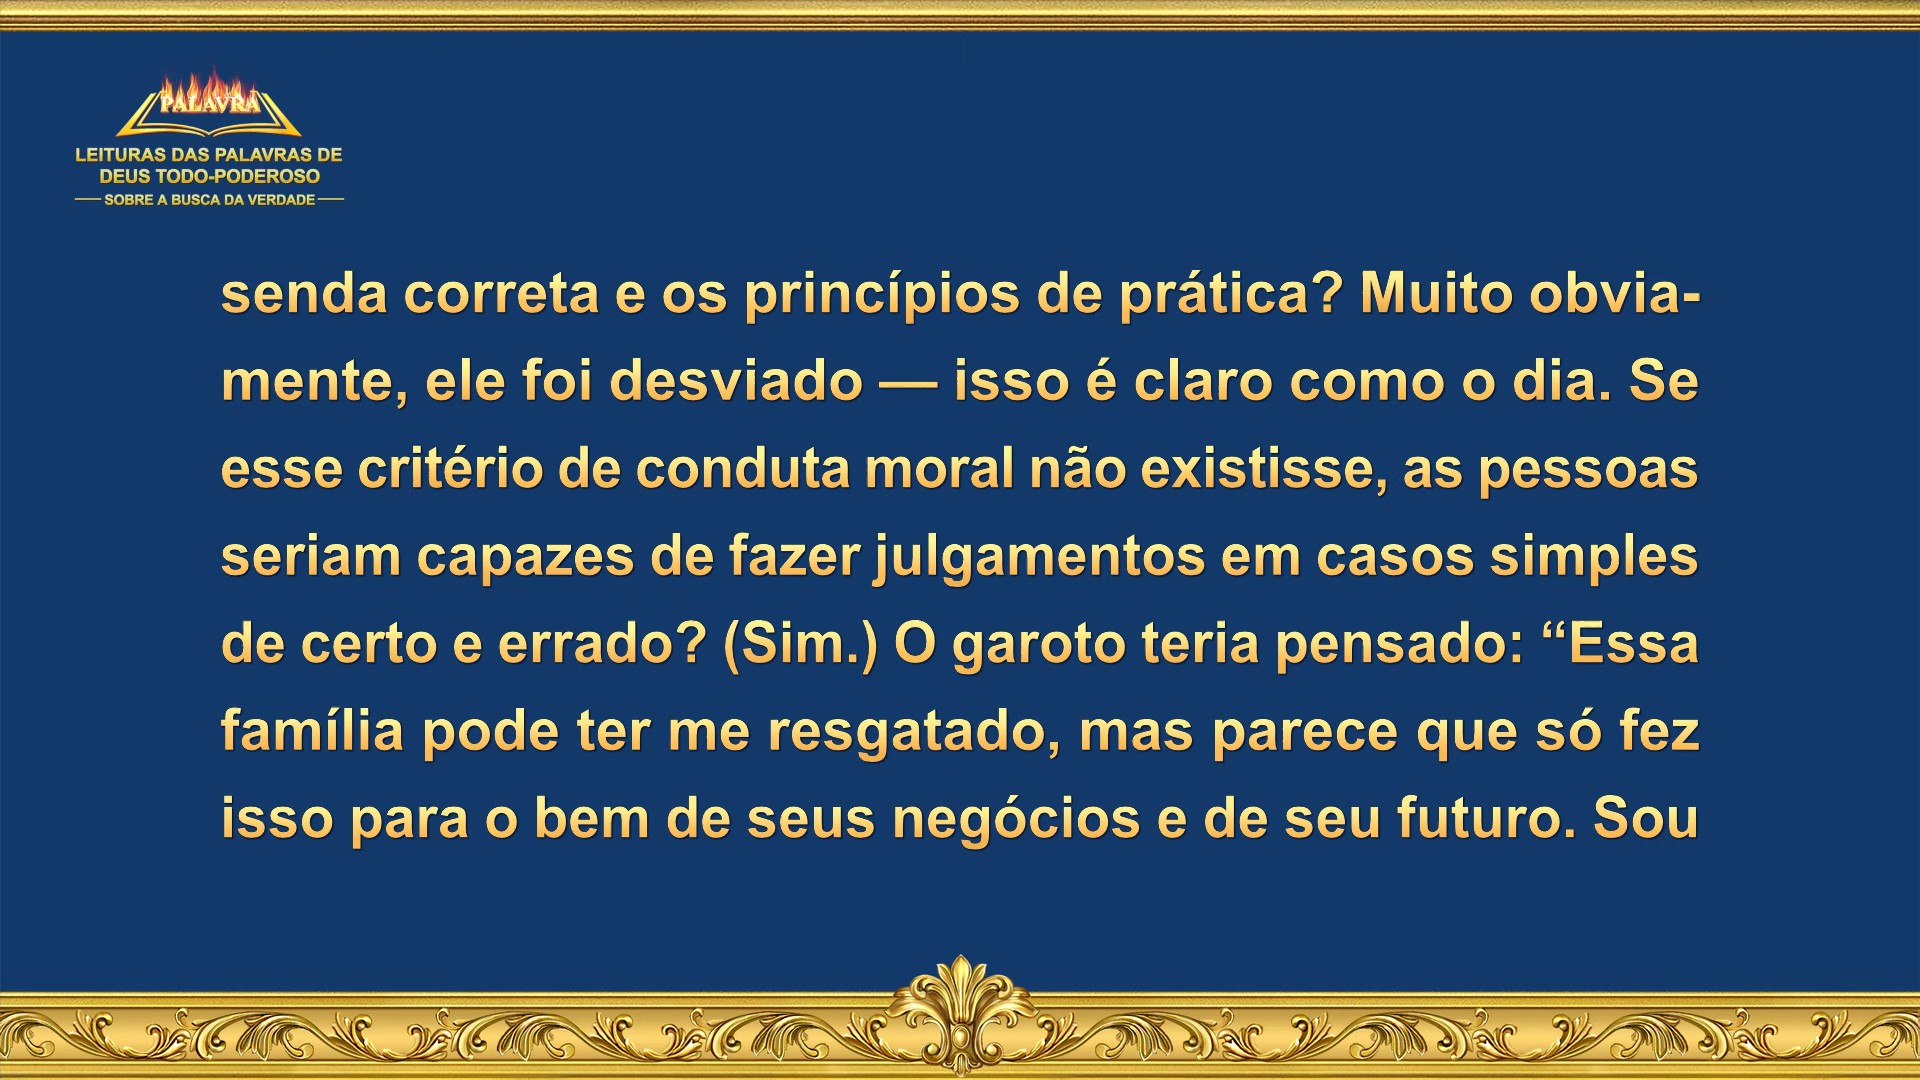 PALAVRA
LEITURAS DAS PALAVRAS DE
DEUS TODO-PODEROSO
SOBRE A BUSCA DA VERDADE
senda correta e os princípios de prática? Muito obvia-
mente, ele foi desviado — isso é claro como o dia. Se
esse critério de conduta moral não existisse, as pessoas
seriam capazes de fazer julgamentos em casos simples
de certo e errado? (Sim.) O garoto teria pensado: “Essa
família pode ter me resgatado, mas parece que só fez
isso para o bem de seus negócios e de seu futuro. Sou